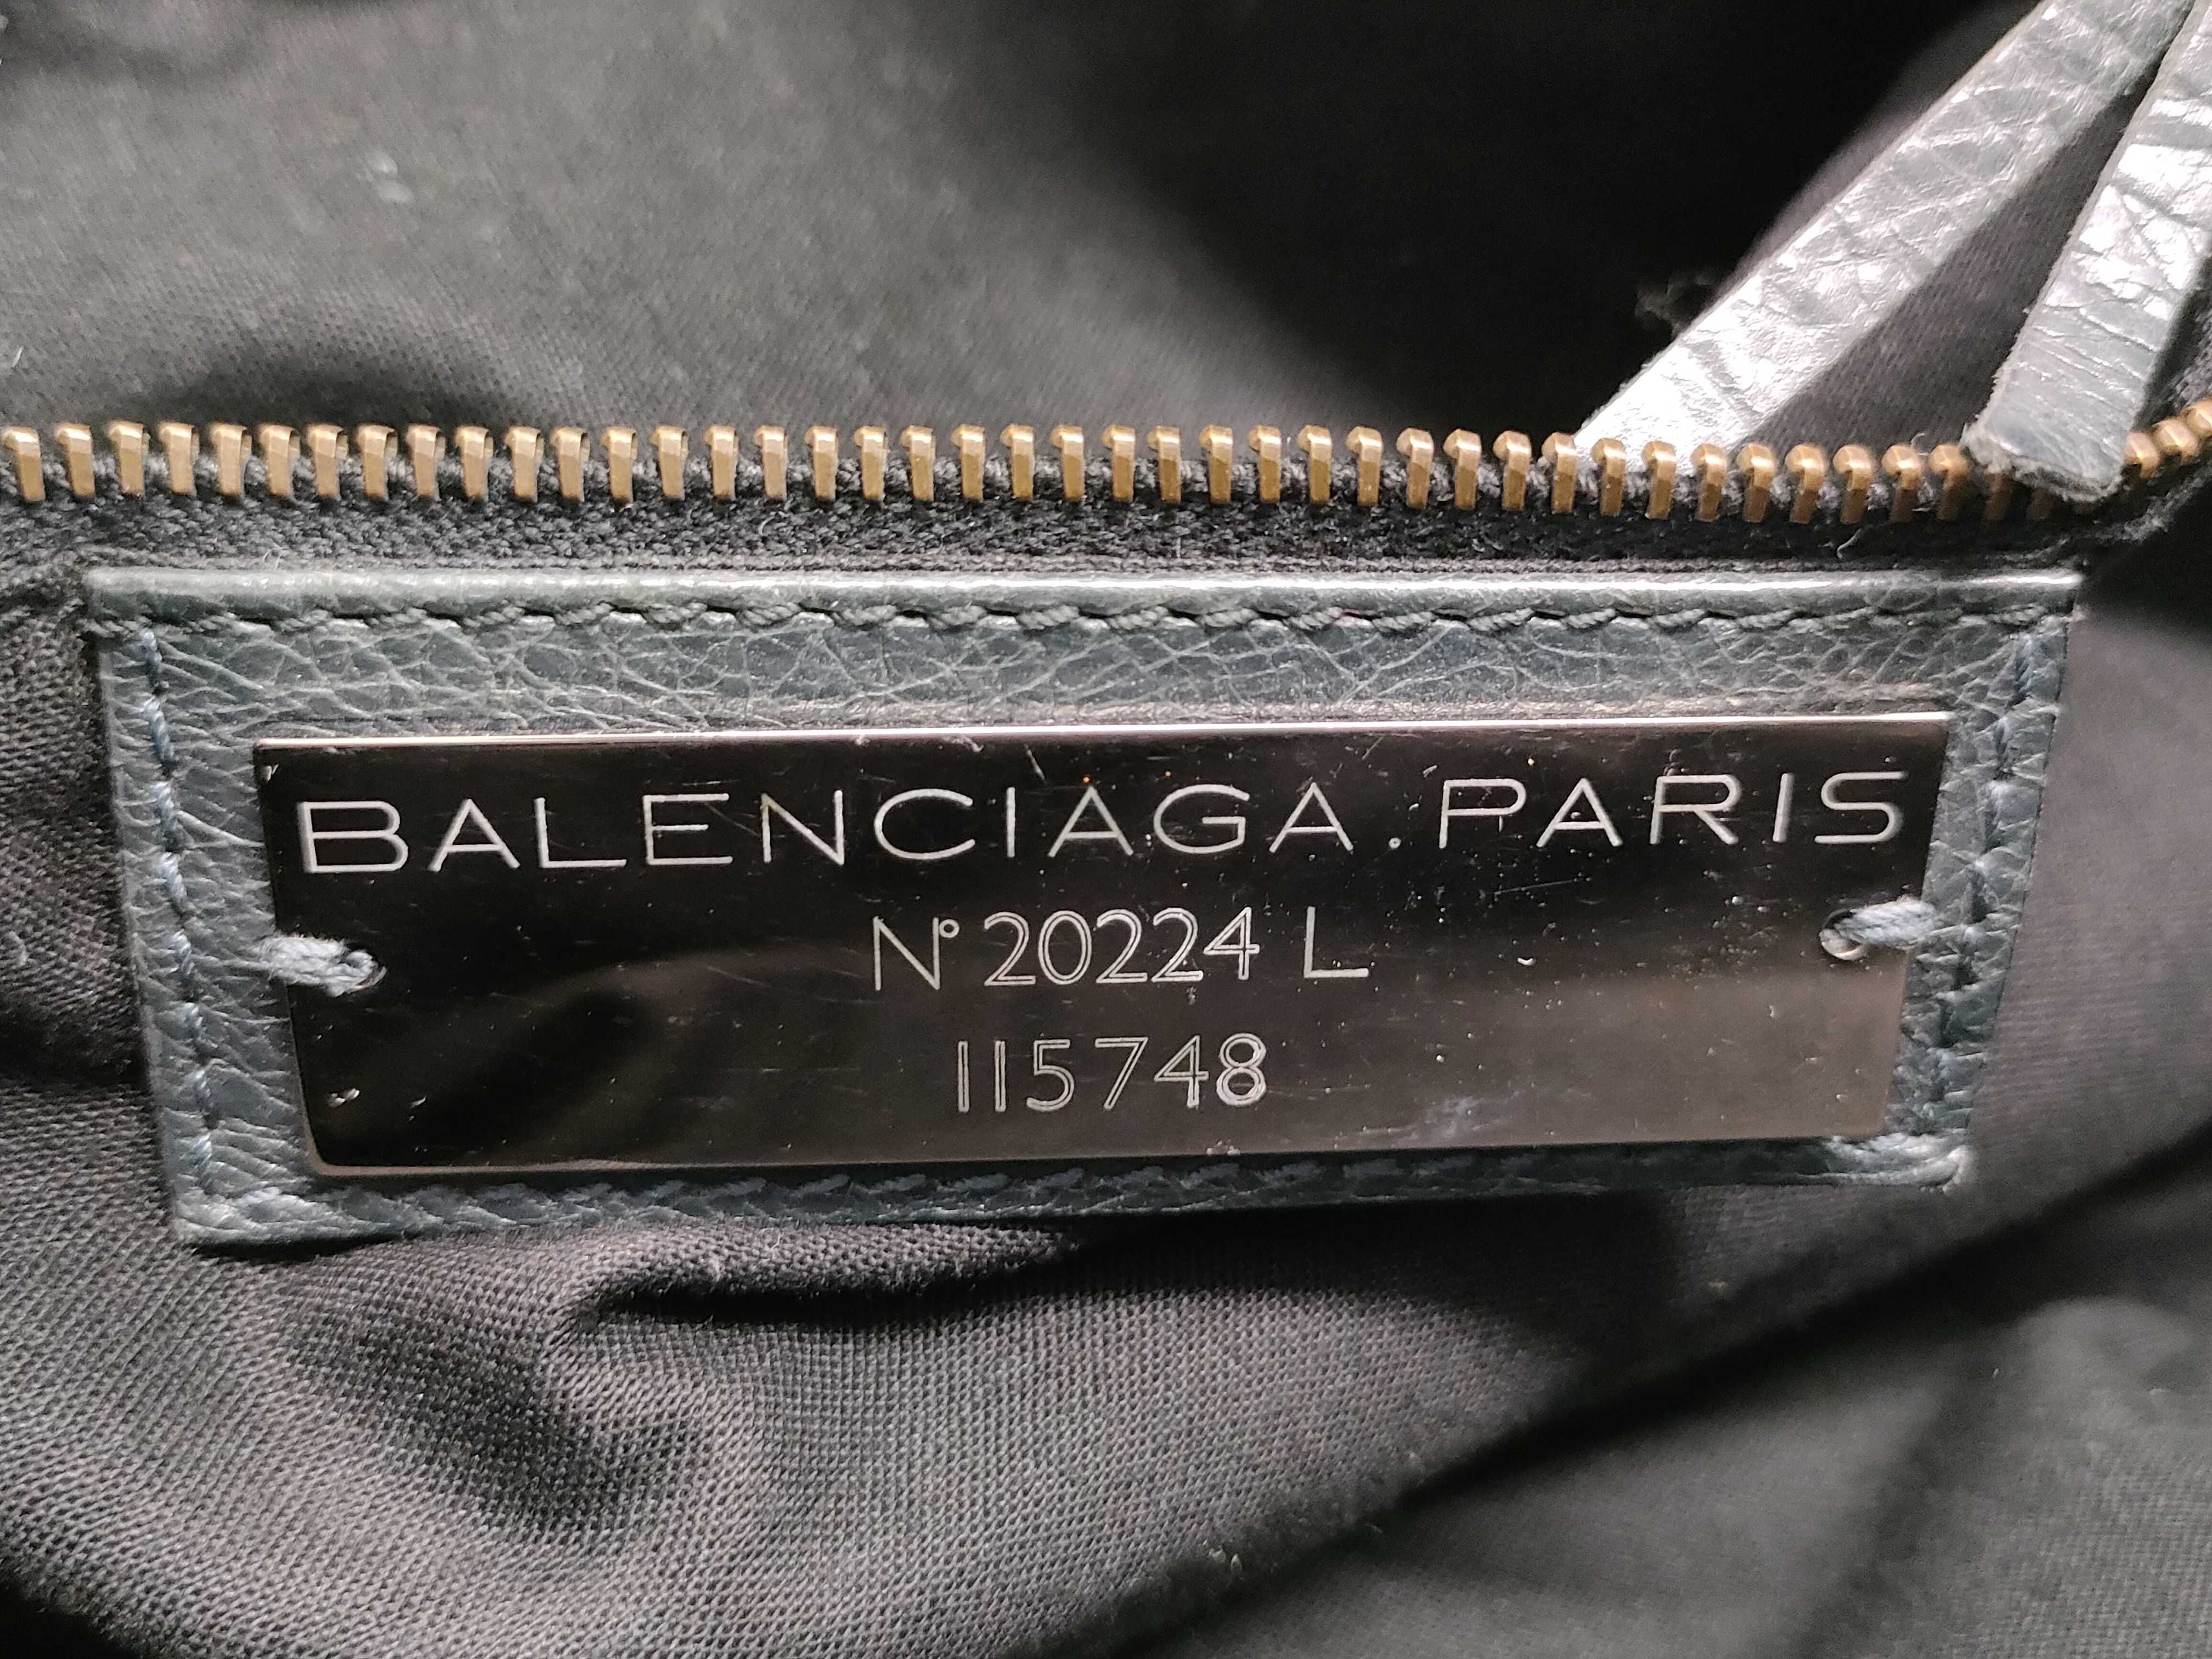 BALENCIAGA.PARIS
N° 20224 L
115748